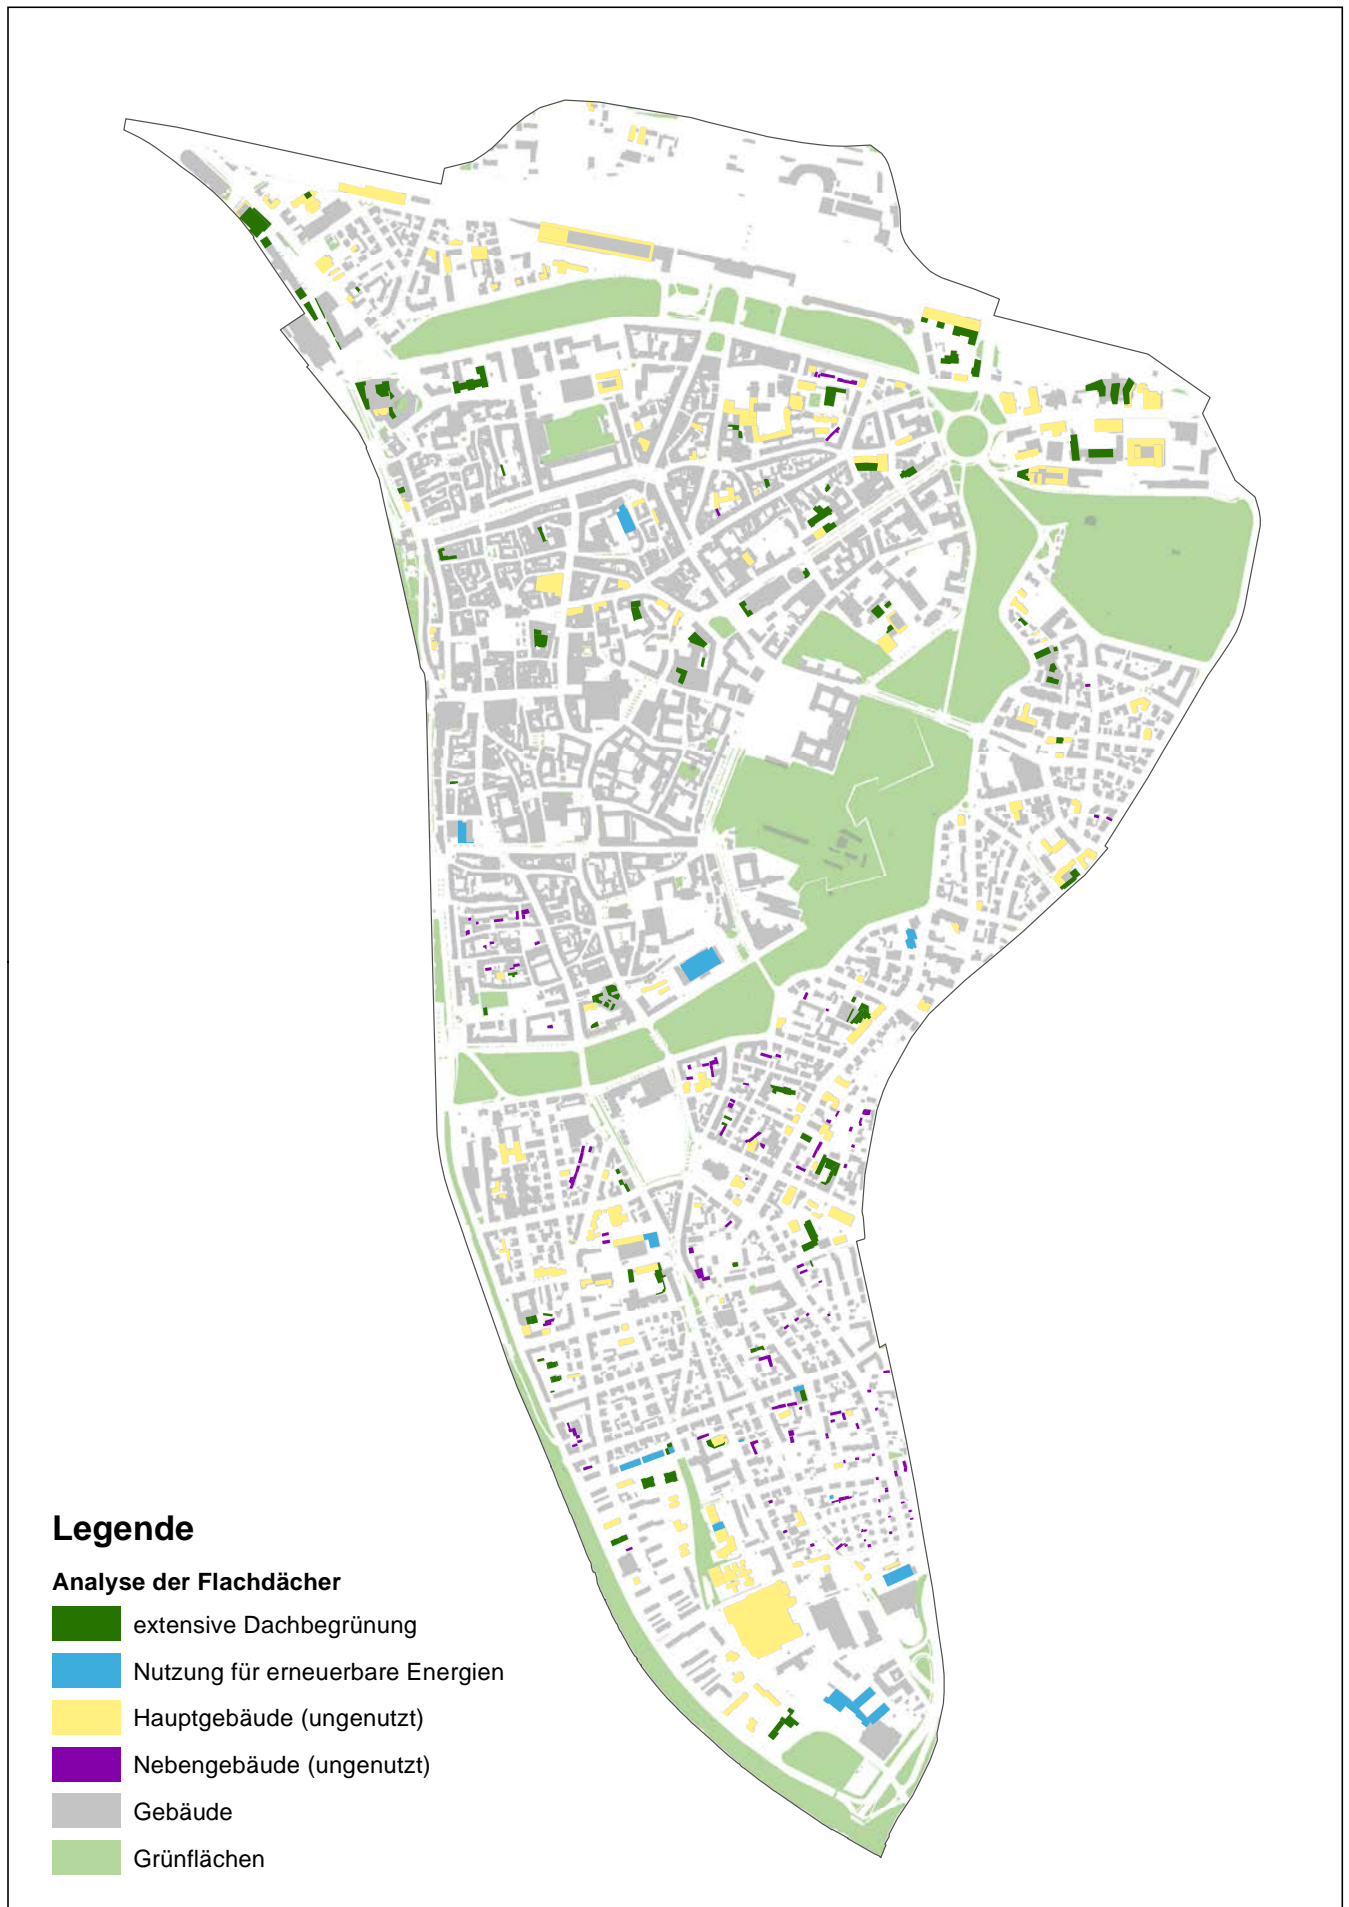 Legende
Analyse der Flachdächer
extensive Dachbegrünung
Nutzung für erneuerbare Energien
Hauptgebäude (ungenutzt)
Nebengebäude (ungenutzt)
Gebäude
Grünflächen